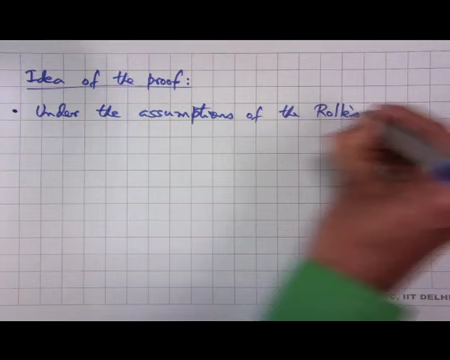 Idea of the proof:
• Under the assumptions of the Rolle's
IIT DELHI